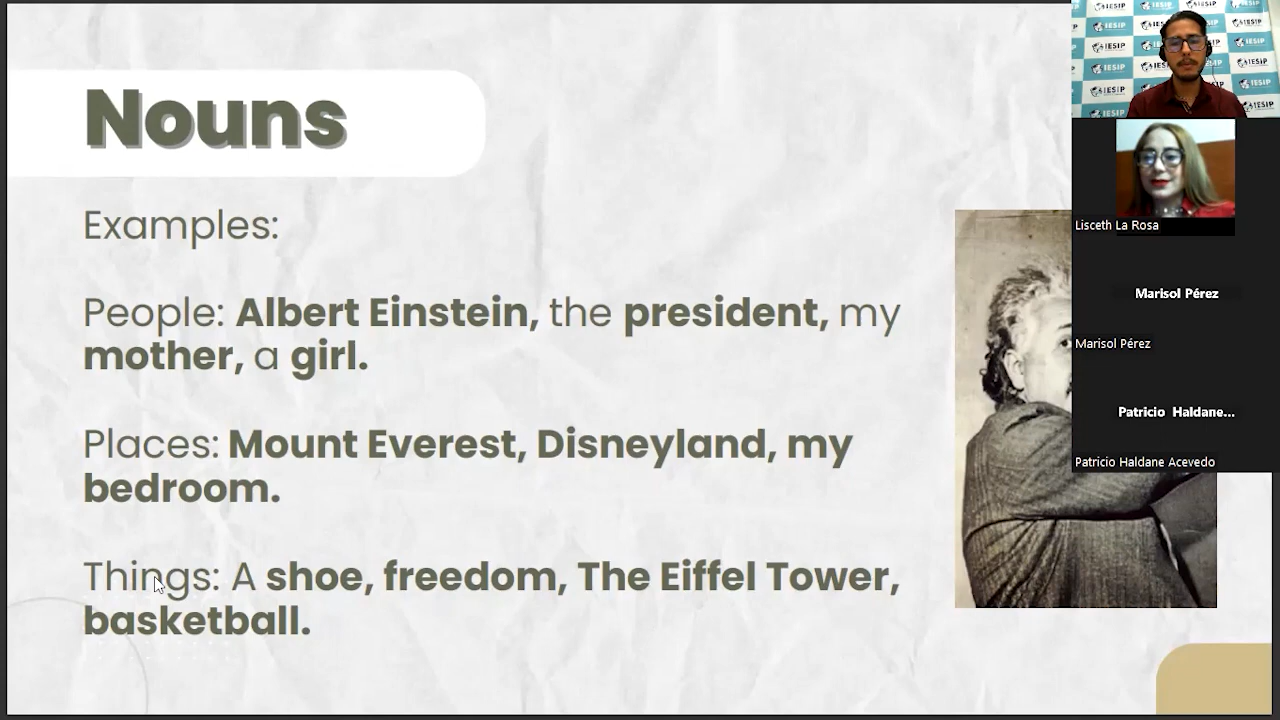 Nouns
Examples:
People: Albert Einstein, the president, my
mother, a girl.
Places: Mount Everest, Disneyland, my
bedroom.
Things: A shoe, freedom, The Eiffel Tower,
basketball.
IESIP
Lisceth La Rosa
Marisol Pérez
Marisol Pérez
Patricio Haldane...
Patricio Haldane Acevedo